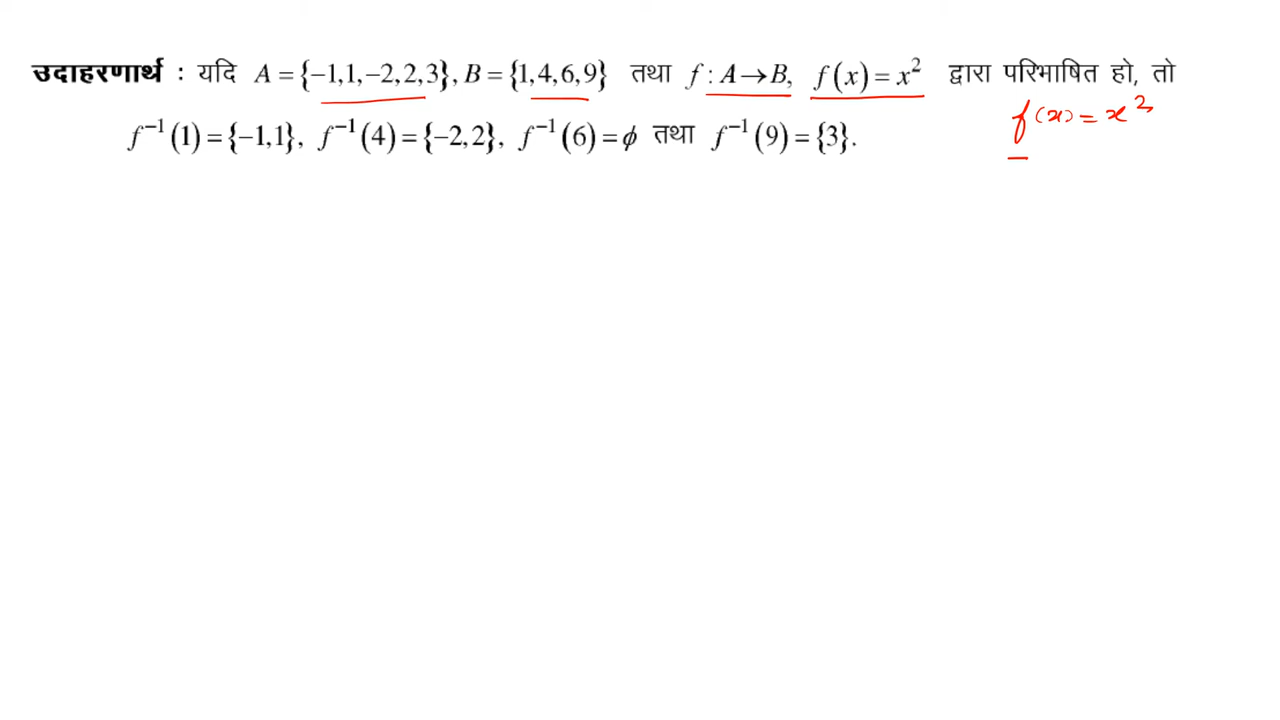 उदाहरणार्थ : यदि A = {−1,1,−2,2,3}, B = {1,4,6,9} तथा f : A→B, f(x) = x² द्वारा परिभाषित हो, तो
f(x) = x²
f⁻¹(1) = {−1,1}, f⁻¹(4) = {−2,2}, f⁻¹(6) = ϕ तथा f⁻¹(9) = {3}.